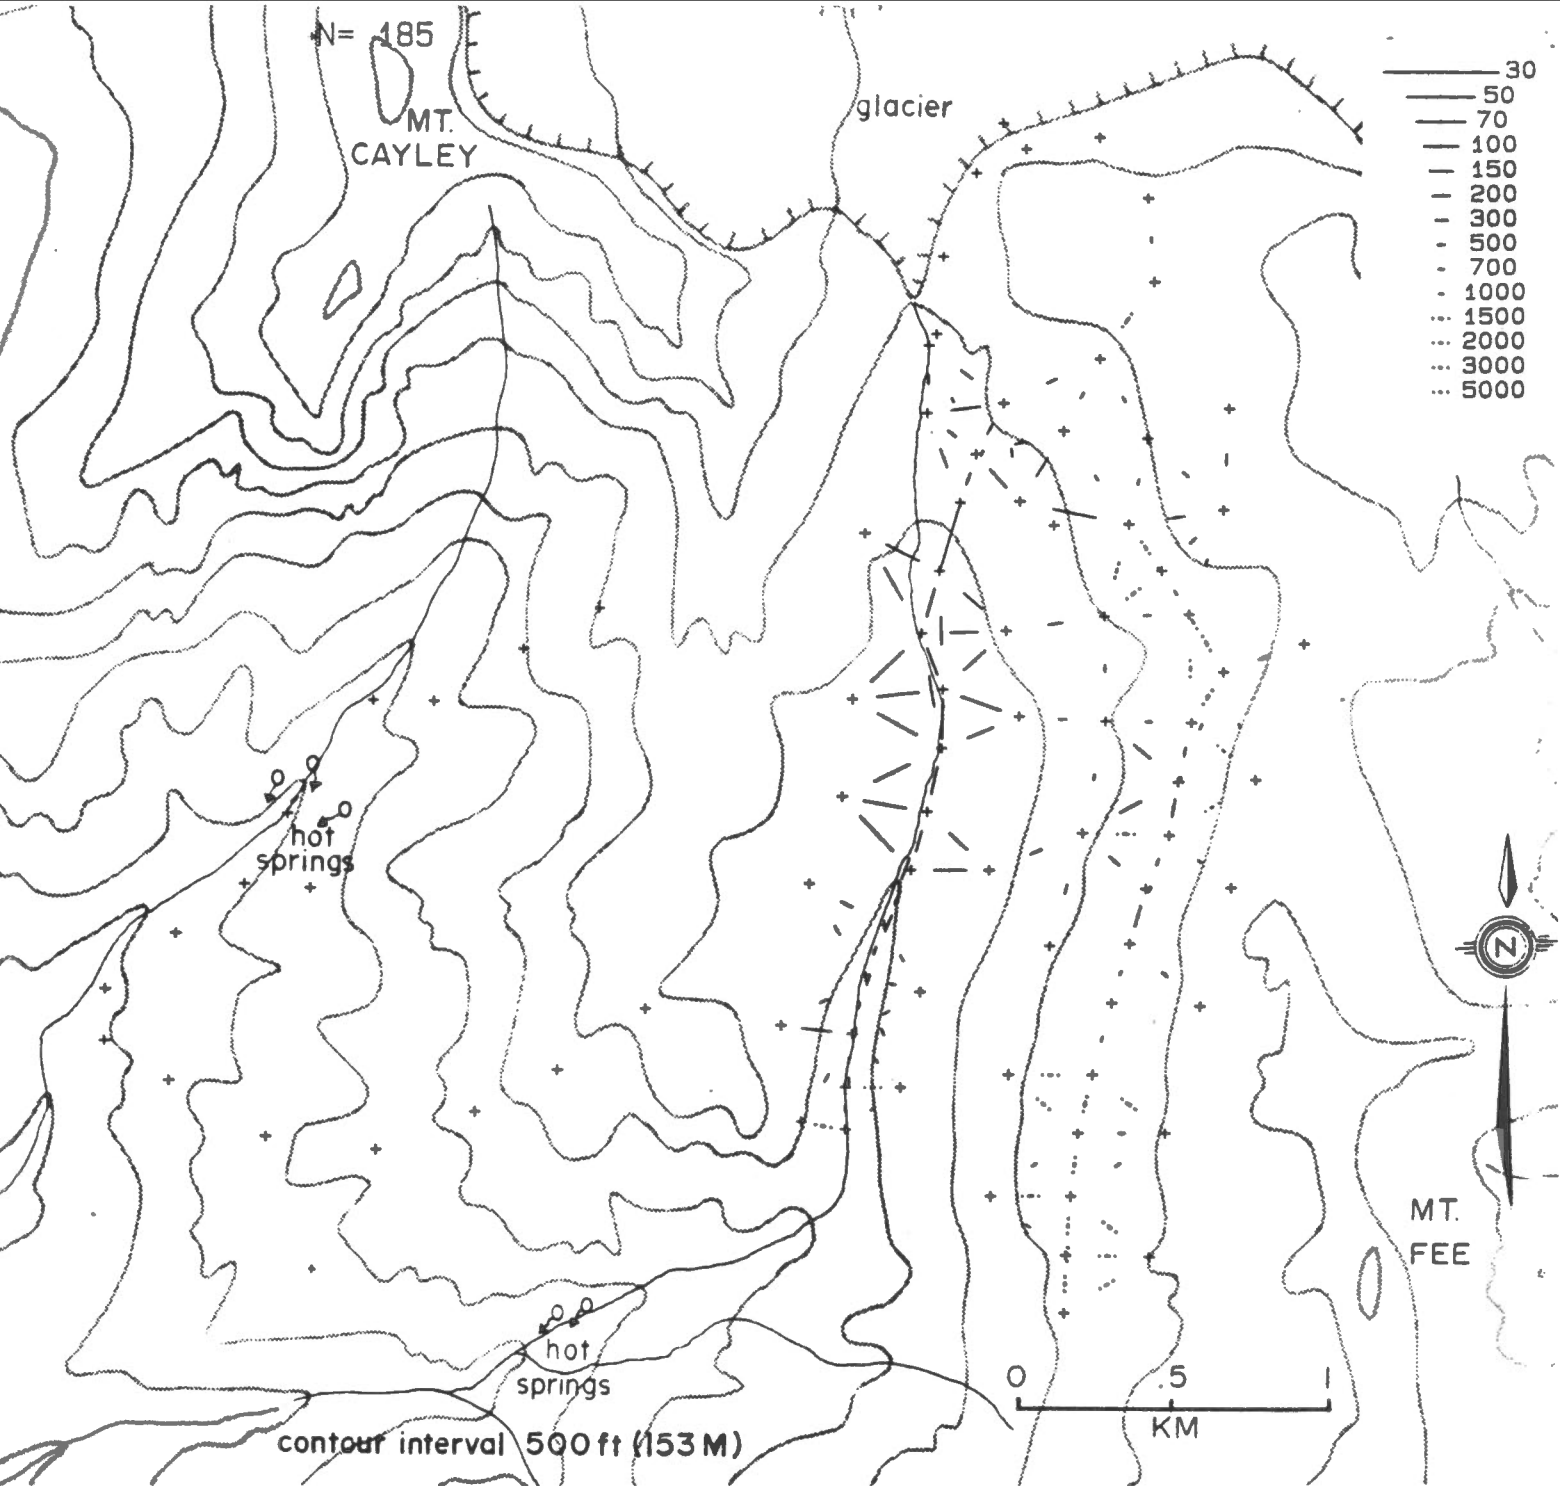 N= 185
MT.
CAYLEY
glacier
30
50
70
100
150
200
300
500
700
1000
1500
2000
3000
5000
hot
springs
N
MT.
FEE
hot
springs
0 .5 1
KM
contour interval 500 ft (153 M)